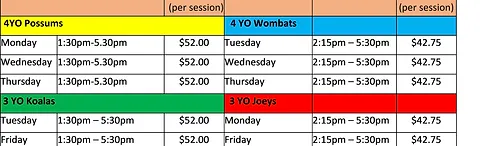 (per session) (per session)
4YO Possums 4 YO Wombats
Monday 1:30pm-5.30pm $52.00 Tuesday 2:15pm – 5:30pm $42.75
Wednesday 1:30pm-5.30pm $52.00 Wednesday 2:15pm – 5:30pm $42.75
Thursday 1:30pm-5.30pm $52.00 Thursday 2:15pm – 5:30pm $42.75
3 YO Koalas 3 YO Joeys
Tuesday 1:30pm – 5:30pm $52.00 Monday 2:15pm – 5:30pm $42.75
Friday 1:30pm – 5:30pm $52.00 Friday 2:15pm – 5:30pm $42.75